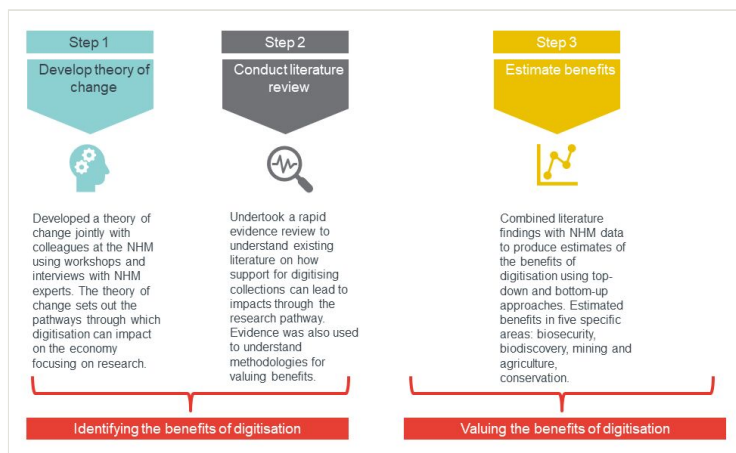 Step 1
Develop theory of
change
Developed a theory of
change jointly with
colleagues at the NHM
using workshops and
interviews with NHM
experts. The theory of
change sets out the
pathways through which
digitisation can impact
on the economy
focusing on research.
Step 2
Conduct literature
review
Undertook a rapid
evidence review to
understand existing
literature on how
support for digitising
collections can lead to
impacts through the
research pathway.
Evidence was also used
to understand
methodologies for
valuing benefits.
Identifying the benefits of digitisation
Step 3
Estimate benefits
Combined literature
findings with NHM data
to produce estimates of
the benefits of
digitisation using top-
down and bottom-up
approaches. Estimated
benefits in five specific
areas: biosecurity,
biodiscovery, mining and
agriculture,
conservation.
Valuing the benefits of digitisation